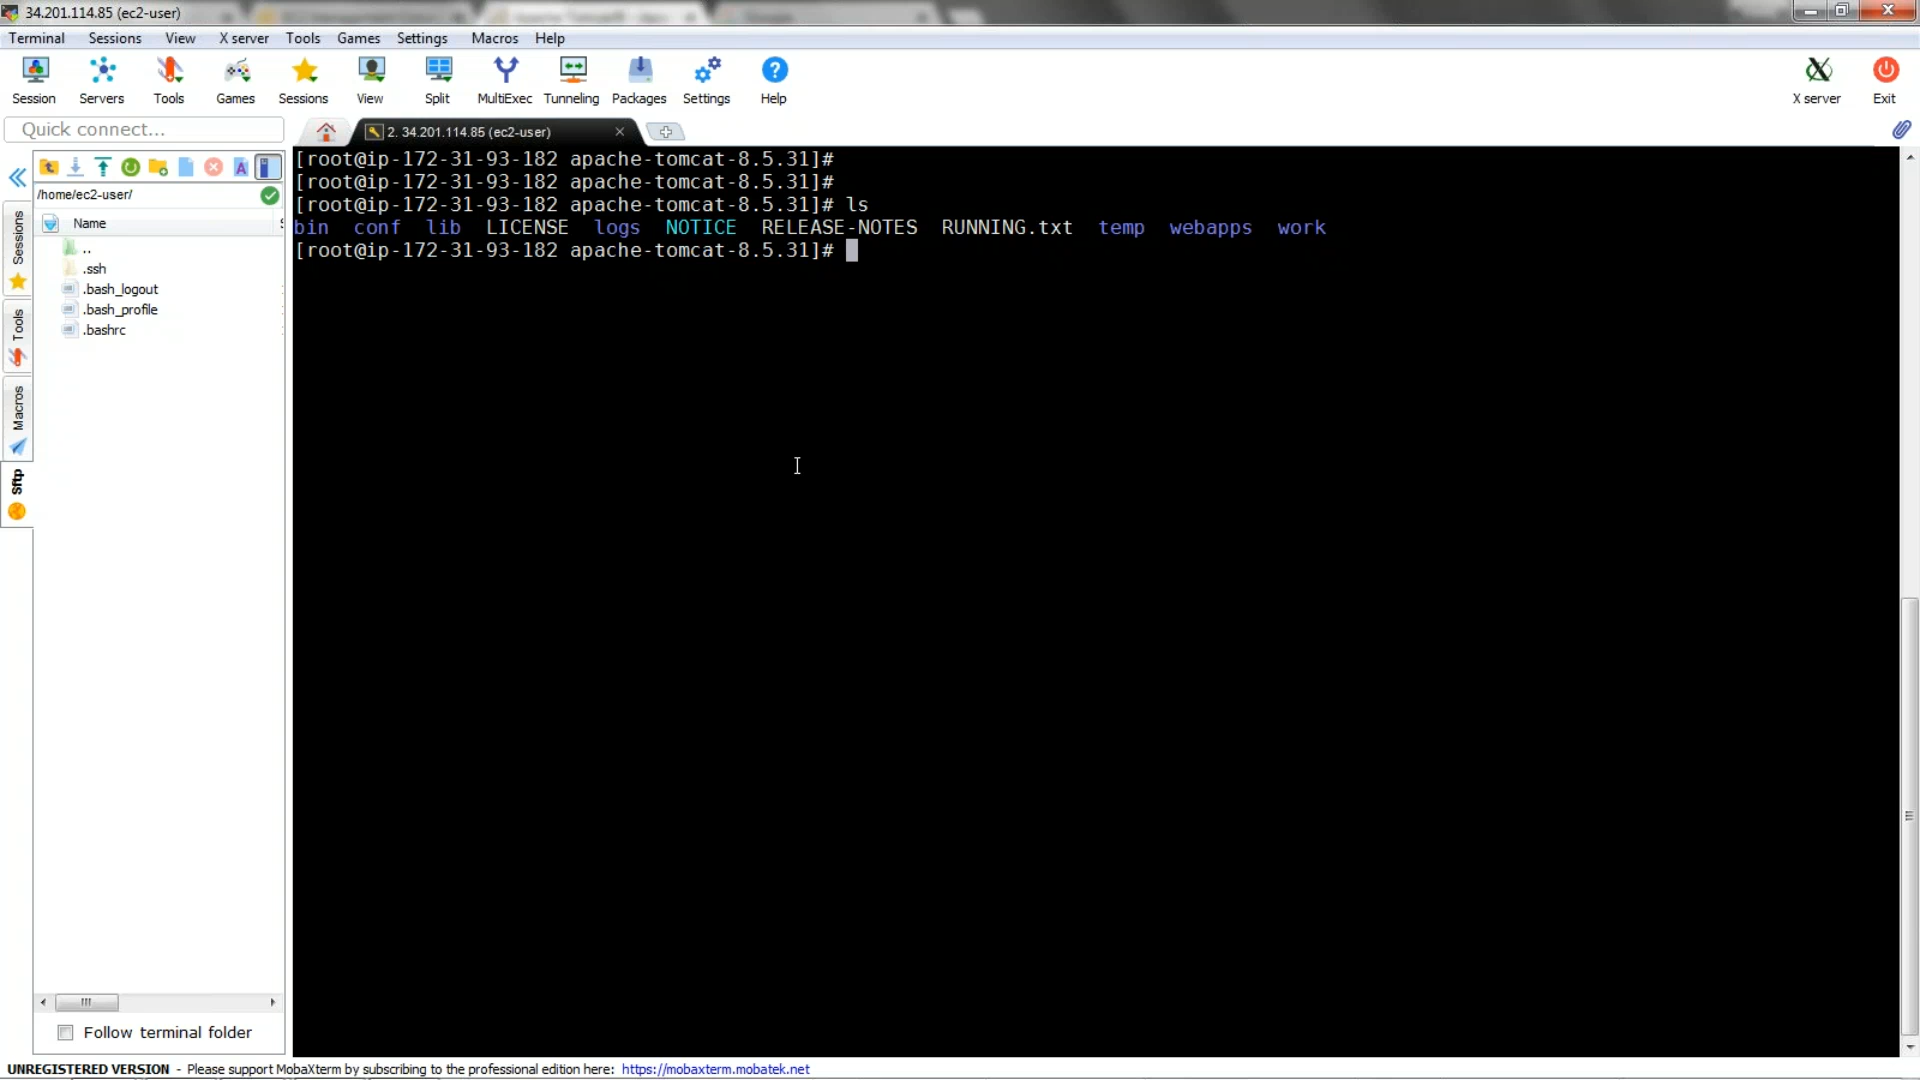 34.201.114.85 (ec2-user)
Terminal Sessions View X server Tools Games Settings Macros Help
Session Servers Tools Games Sessions View Split MultiExec Tunneling Packages Settings Help X server Exit
Quick connect...
2. 34.201.114.85 (ec2-user)
/home/ec2-user/
Name
..
.ssh
.bash_logout
.bash_profile
.bashrc
Sessions
Tools
Macros
Sftp
Follow terminal folder
[root@ip-172-31-93-182 apache-tomcat-8.5.31]#
[root@ip-172-31-93-182 apache-tomcat-8.5.31]#
[root@ip-172-31-93-182 apache-tomcat-8.5.31]# ls
bin conf lib LICENSE logs NOTICE RELEASE-NOTES RUNNING.txt temp webapps work
[root@ip-172-31-93-182 apache-tomcat-8.5.31]#
UNREGISTERED VERSION - Please support MobaXterm by subscribing to the professional edition here: https://mobaxterm.mobatek.net